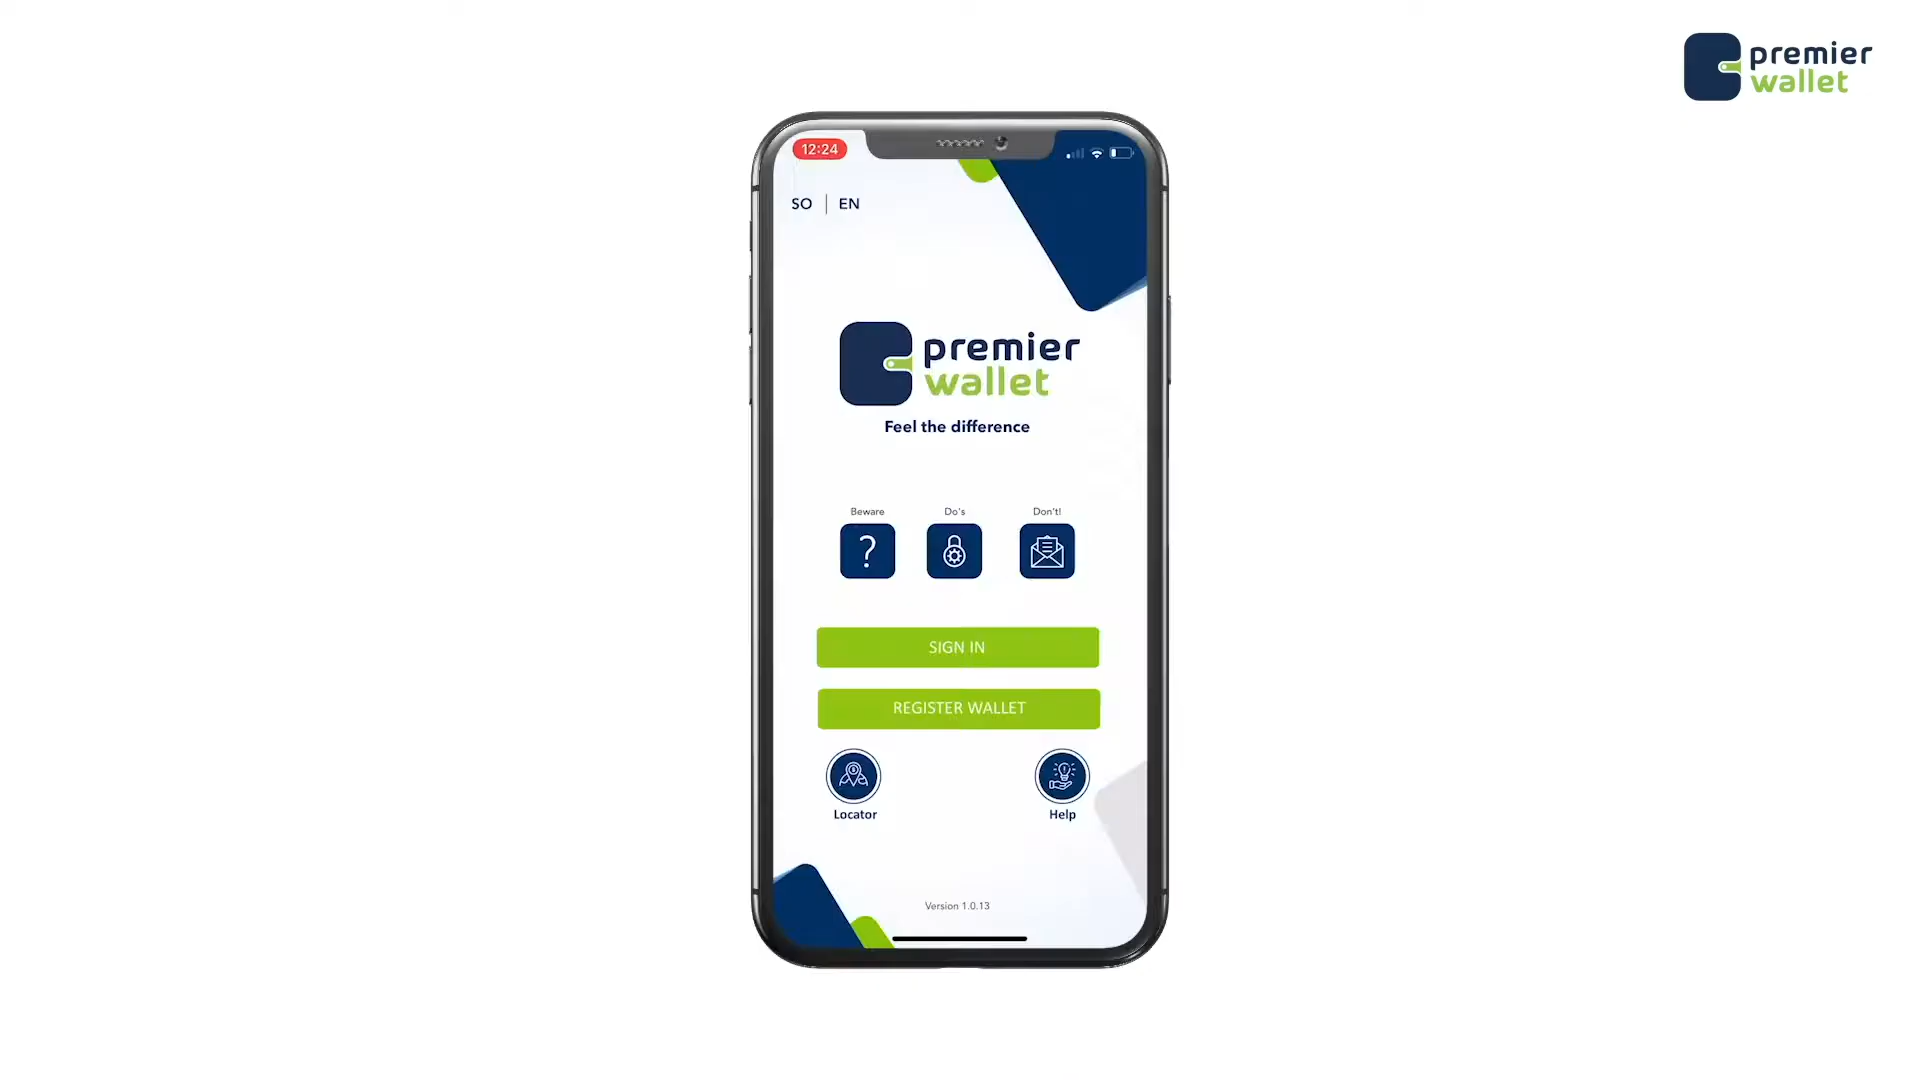 premier
wallet
12:24
SO | EN
premier
wallet
Feel the difference
Beware
Do's
Don't!
SIGN IN
REGISTER WALLET
Locator
Help
Version 1.0.13